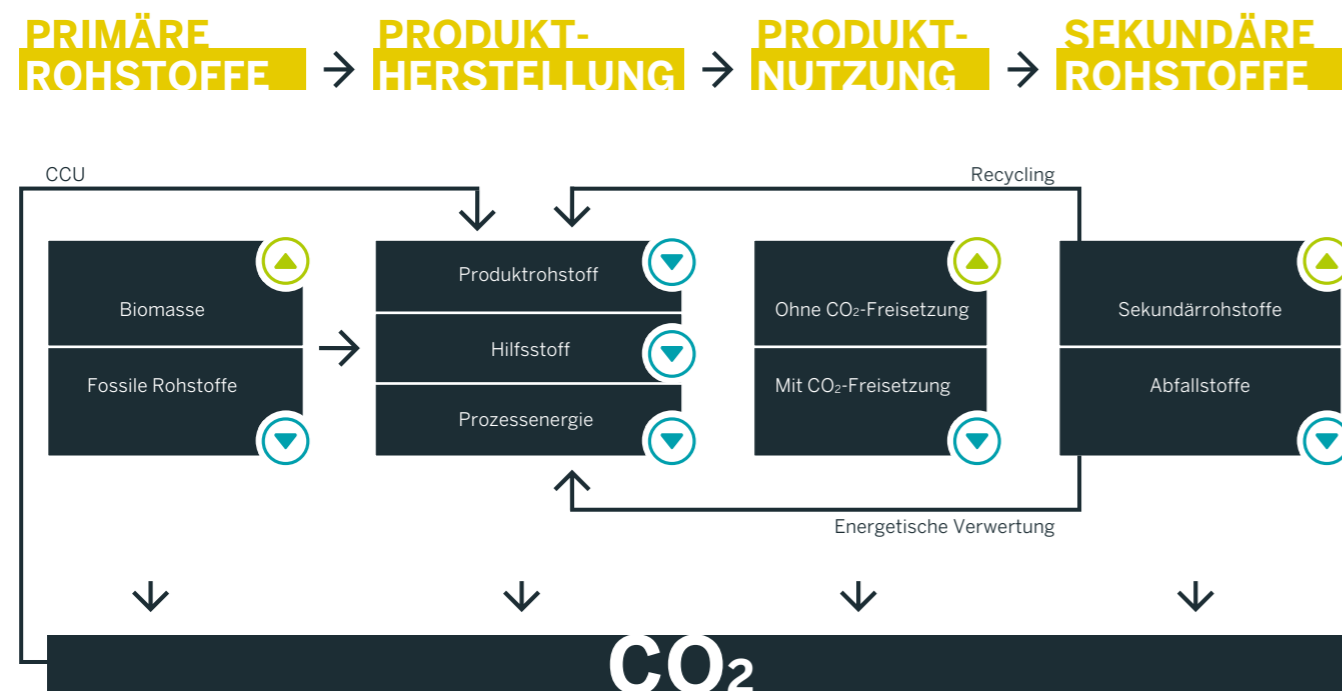 PRIMÄRE
ROHSTOFFE
PRODUKT-
HERSTELLUNG
PRODUKT-
NUTZUNG
SEKUNDÄRE
ROHSTOFFE
CCU
Recycling
Biomasse
Fossile Rohstoffe
Produktrohstoff
Hilfsstoff
Prozessenergie
Ohne CO₂-Freisetzung
Mit CO₂-Freisetzung
Sekundärrohstoffe
Abfallstoffe
Energetische Verwertung
CO₂